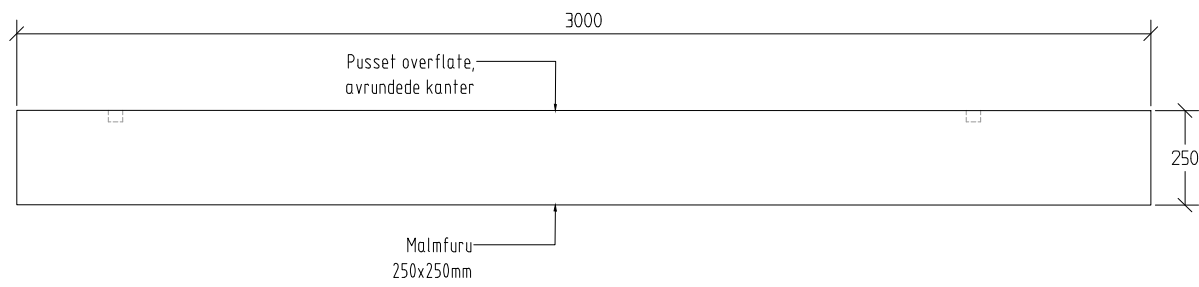 3000
Pusset overflate,
avrundede kanter
250
Malmfuru
250x250mm